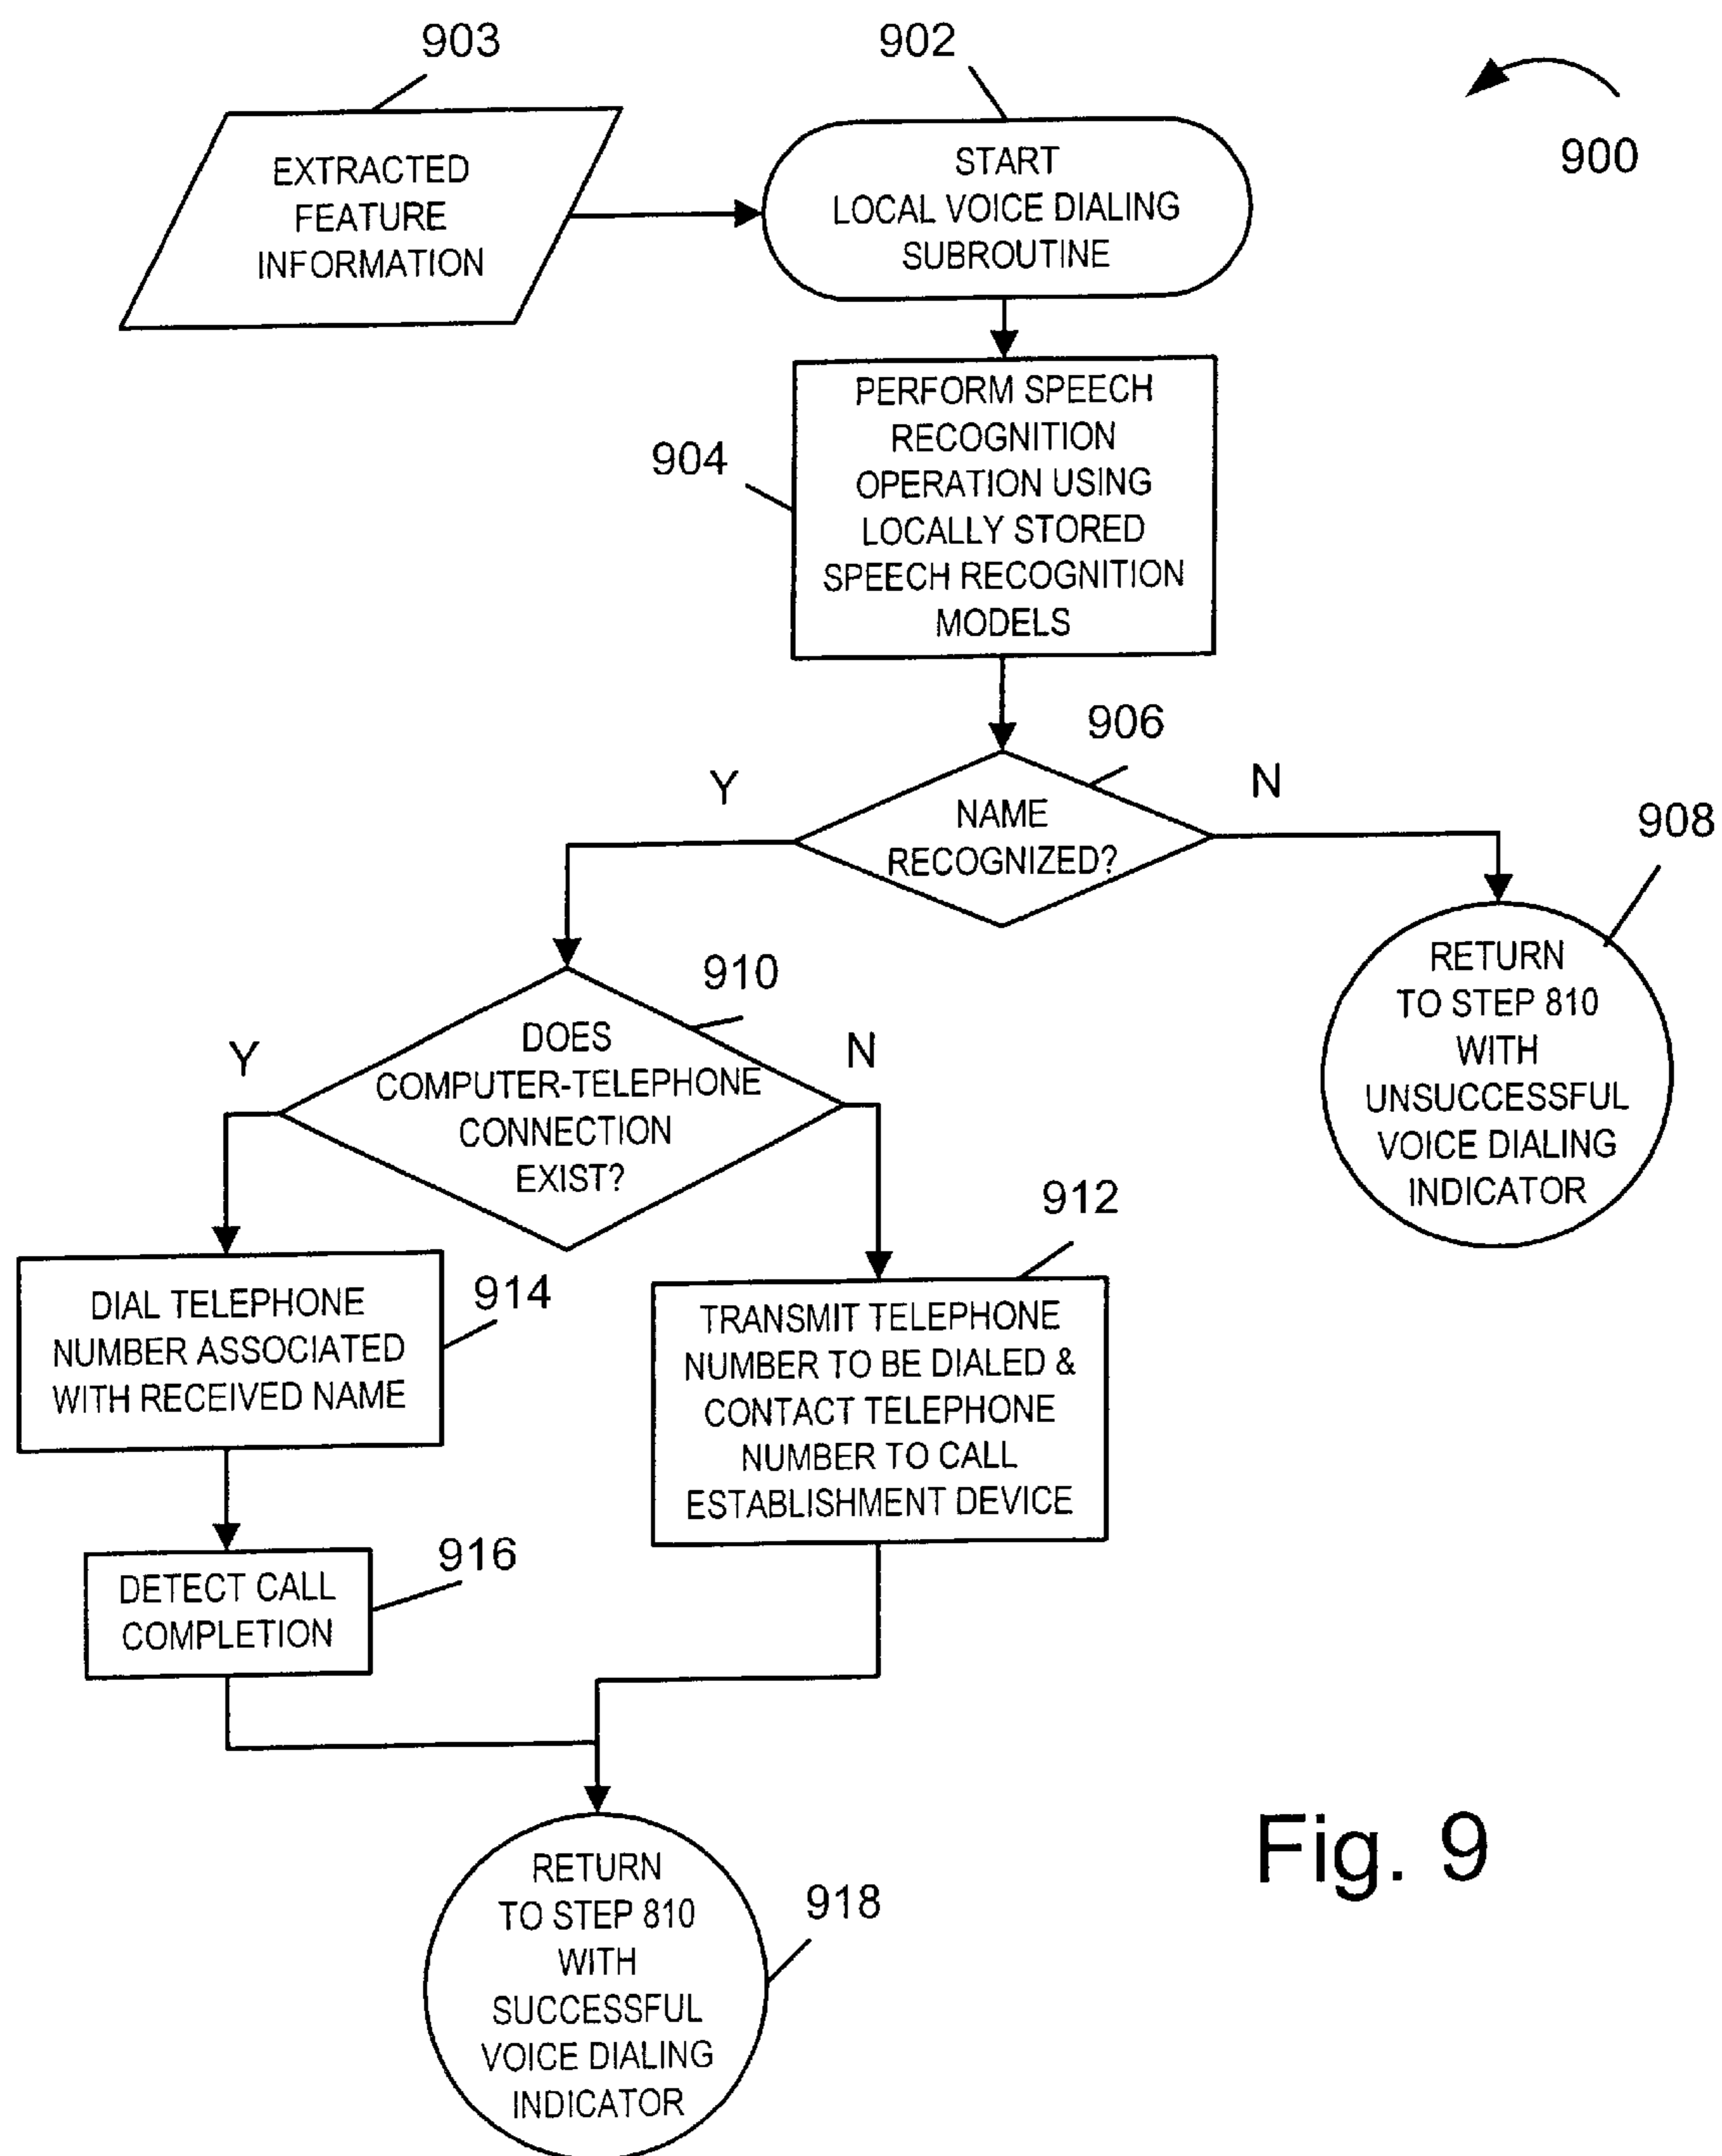 903
902
900
EXTRACTED
FEATURE
INFORMATION
START
LOCAL VOICE DIALING
SUBROUTINE
904
PERFORM SPEECH
RECOGNITION
OPERATION USING
LOCALLY STORED
SPEECH RECOGNITION
MODELS
906
Y
N
NAME
RECOGNIZED?
908
RETURN
TO STEP 810
WITH
UNSUCCESSFUL
VOICE DIALING
INDICATOR
910
Y
N
DOES
COMPUTER-TELEPHONE
CONNECTION
EXIST?
914
DIAL TELEPHONE
NUMBER ASSOCIATED
WITH RECEIVED NAME
912
TRANSMIT TELEPHONE
NUMBER TO BE DIALED &
CONTACT TELEPHONE
NUMBER TO CALL
ESTABLISHMENT DEVICE
916
DETECT CALL
COMPLETION
918
RETURN
TO STEP 810
WITH
SUCCESSFUL
VOICE DIALING
INDICATOR
Fig. 9